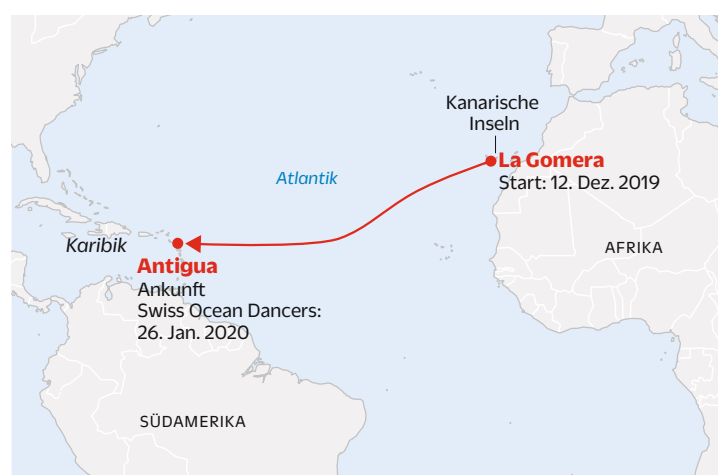 Kanarische
Inseln
La Gomera
Start: 12. Dez. 2019
Atlantik
Karibik
AFRIKA
Antigua
Ankunft
Swiss Ocean Dancers:
26. Jan. 2020
SÜDAMERIKA